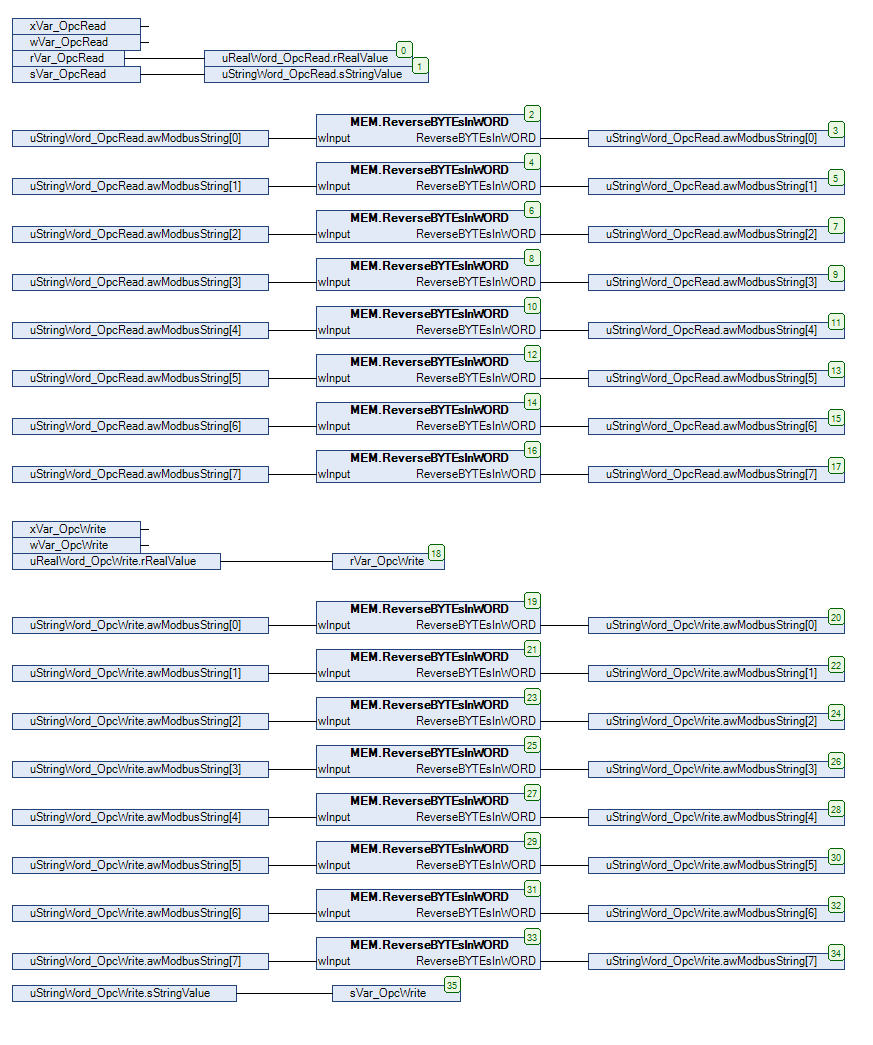 xVar_OpcRead
wVar_OpcRead
0
rVar_OpcRead uRealWord_OpcRead.rRealValue
1
sVar_OpcRead uStringWord_OpcRead.sStringValue
2
MEM.ReverseBYTEsInWORD
3
uStringWord_OpcRead.awModbusString[0] wInput ReverseBYTEsInWORD uStringWord_OpcRead.awModbusString[0]
4
MEM.ReverseBYTEsInWORD
5
uStringWord_OpcRead.awModbusString[1] wInput ReverseBYTEsInWORD uStringWord_OpcRead.awModbusString[1]
6
MEM.ReverseBYTEsInWORD
7
uStringWord_OpcRead.awModbusString[2] wInput ReverseBYTEsInWORD uStringWord_OpcRead.awModbusString[2]
8
MEM.ReverseBYTEsInWORD
9
uStringWord_OpcRead.awModbusString[3] wInput ReverseBYTEsInWORD uStringWord_OpcRead.awModbusString[3]
10
MEM.ReverseBYTEsInWORD
11
uStringWord_OpcRead.awModbusString[4] wInput ReverseBYTEsInWORD uStringWord_OpcRead.awModbusString[4]
12
MEM.ReverseBYTEsInWORD
13
uStringWord_OpcRead.awModbusString[5] wInput ReverseBYTEsInWORD uStringWord_OpcRead.awModbusString[5]
14
MEM.ReverseBYTEsInWORD
15
uStringWord_OpcRead.awModbusString[6] wInput ReverseBYTEsInWORD uStringWord_OpcRead.awModbusString[6]
16
MEM.ReverseBYTEsInWORD
17
uStringWord_OpcRead.awModbusString[7] wInput ReverseBYTEsInWORD uStringWord_OpcRead.awModbusString[7]
xVar_OpcWrite
wVar_OpcWrite
18
uRealWord_OpcWrite.rRealValue rVar_OpcWrite
19
MEM.ReverseBYTEsInWORD
20
uStringWord_OpcWrite.awModbusString[0] wInput ReverseBYTEsInWORD uStringWord_OpcWrite.awModbusString[0]
21
MEM.ReverseBYTEsInWORD
22
uStringWord_OpcWrite.awModbusString[1] wInput ReverseBYTEsInWORD uStringWord_OpcWrite.awModbusString[1]
23
MEM.ReverseBYTEsInWORD
24
uStringWord_OpcWrite.awModbusString[2] wInput ReverseBYTEsInWORD uStringWord_OpcWrite.awModbusString[2]
25
MEM.ReverseBYTEsInWORD
26
uStringWord_OpcWrite.awModbusString[3] wInput ReverseBYTEsInWORD uStringWord_OpcWrite.awModbusString[3]
27
MEM.ReverseBYTEsInWORD
28
uStringWord_OpcWrite.awModbusString[4] wInput ReverseBYTEsInWORD uStringWord_OpcWrite.awModbusString[4]
29
MEM.ReverseBYTEsInWORD
30
uStringWord_OpcWrite.awModbusString[5] wInput ReverseBYTEsInWORD uStringWord_OpcWrite.awModbusString[5]
31
MEM.ReverseBYTEsInWORD
32
uStringWord_OpcWrite.awModbusString[6] wInput ReverseBYTEsInWORD uStringWord_OpcWrite.awModbusString[6]
33
MEM.ReverseBYTEsInWORD
34
uStringWord_OpcWrite.awModbusString[7] wInput ReverseBYTEsInWORD uStringWord_OpcWrite.awModbusString[7]
35
uStringWord_OpcWrite.sStringValue sVar_OpcWrite